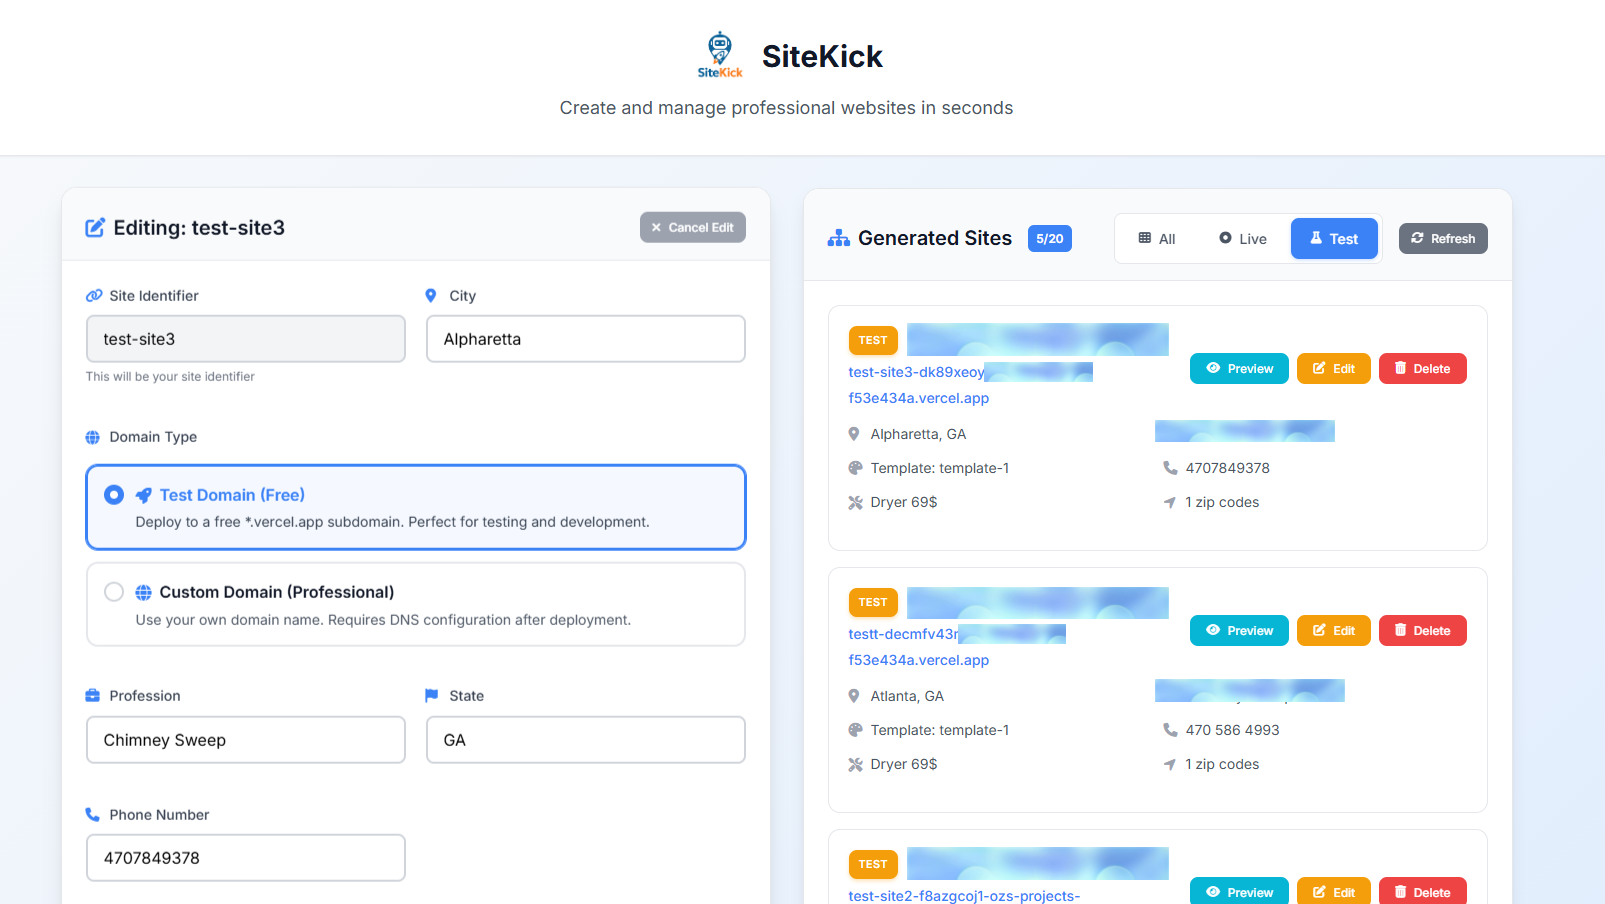 SiteKick
SiteKick
Create and manage professional websites in seconds
Editing: test-site3
Cancel Edit
Site Identifier
test-site3
This will be your site identifier
City
Alpharetta
Domain Type
Test Domain (Free)
Deploy to a free *.vercel.app subdomain. Perfect for testing and development.
Custom Domain (Professional)
Use your own domain name. Requires DNS configuration after deployment.
Profession
Chimney Sweep
State
GA
Phone Number
4707849378
Generated Sites 5/20
All
Live
Test
Refresh
TEST
test-site3-dk89xeoy
f53e434a.vercel.app
Preview
Edit
Delete
Alpharetta, GA
Template: template-1
4707849378
Dryer 69$
1 zip codes
TEST
testt-decmfv43r
f53e434a.vercel.app
Preview
Edit
Delete
Atlanta, GA
Template: template-1
470 586 4993
Dryer 69$
1 zip codes
TEST
test-site2-f8azgcoj1-ozs-projects-
Preview
Edit
Delete